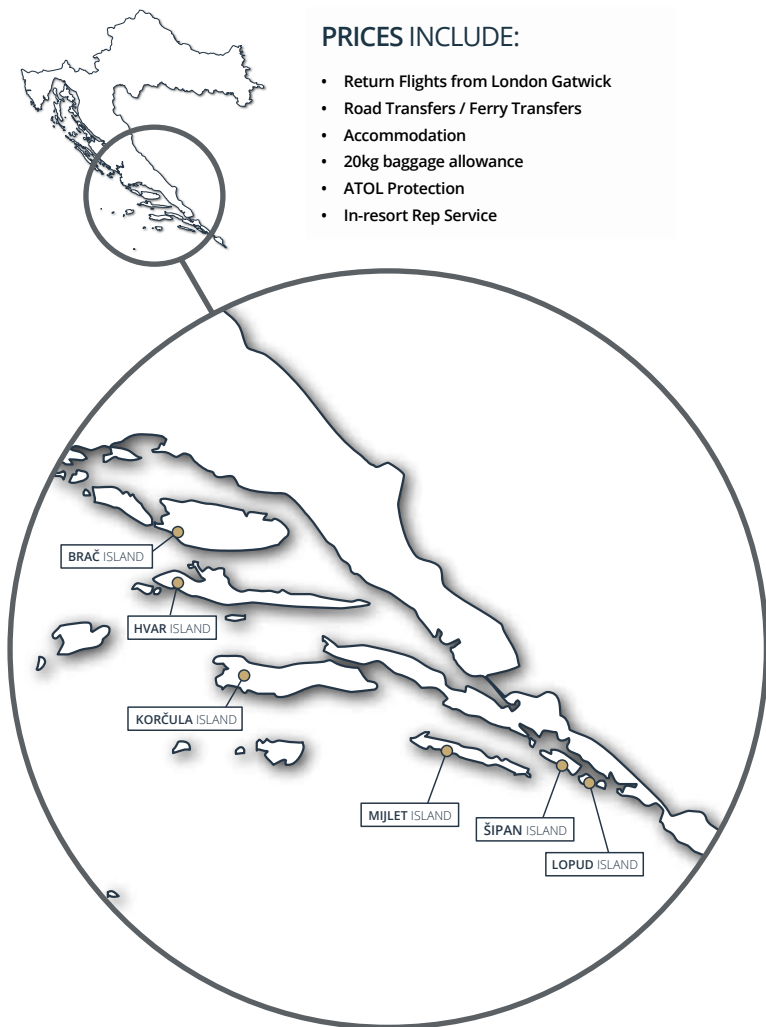 PRICES INCLUDE:
• Return Flights from London Gatwick
• Road Transfers / Ferry Transfers
• Accommodation
• 20kg baggage allowance
• ATOL Protection
• In-resort Rep Service
BRAČ ISLAND
HVAR ISLAND
KORČULA ISLAND
MIJLET ISLAND
ŠIPAN ISLAND
LOPUD ISLAND